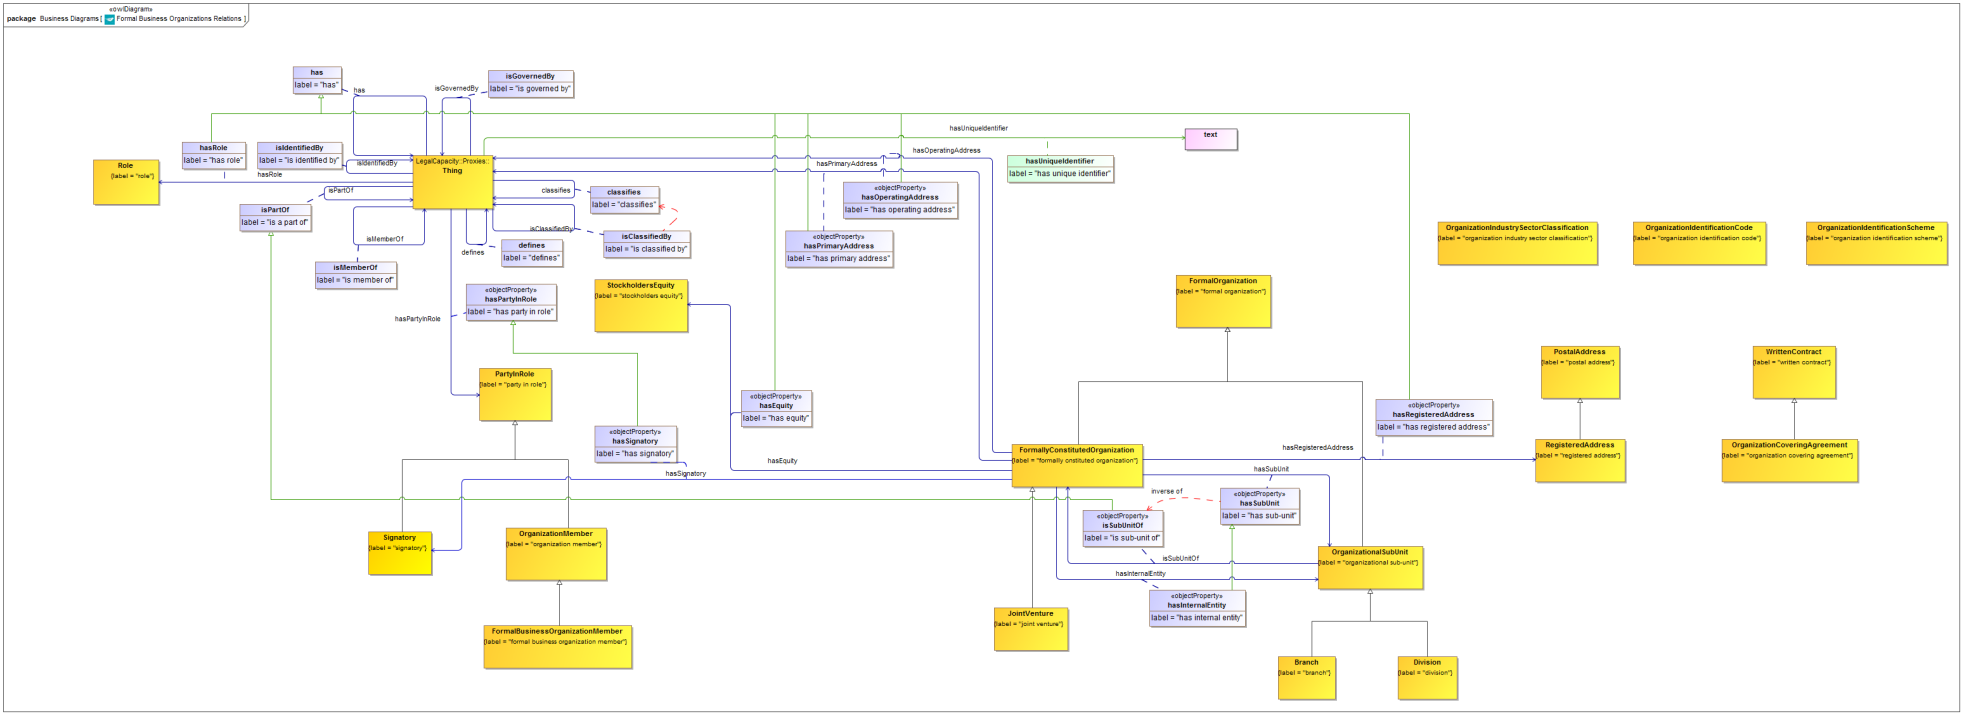 «owlDiagram»
package Business Diagrams [ Formal Business Organizations Relations ]
has
label = "has"
has
isGovernedBy
isGovernedBy
label = "is governed by"
hasUniqueIdentifier
text
hasRole
label = "has role"
isIdentifiedBy
label = "is identified by"
isIdentifiedBy
hasRole
Role
{label = "role"}
LegalCapacity::Proxies::
Thing
hasOperatingAddress
hasPrimaryAddress
hasUniqueIdentifier
label = "has unique identifier"
isPartOf
isPartOf
label = "is a part of"
classifies
classifies
label = "classifies"
«objectProperty»
hasOperatingAddress
label = "has operating address"
isMemberOf
isMemberOf
label = "is member of"
isClassifiedBy
isClassifiedBy
label = "is classified by"
defines
defines
label = "defines"
«objectProperty»
hasPrimaryAddress
label = "has primary address"
OrganizationIndustrySectorClassification
{label = "organization industry sector classification"}
OrganizationIdentificationCode
{label = "organization identification code"}
OrganizationIdentificationScheme
{label = "organization identification scheme"}
«objectProperty»
hasPartyInRole
label = "has party in role"
hasPartyInRole
StockholdersEquity
{label = "stockholders equity"}
FormalOrganization
{label = "formal organization"}
PartyInRole
{label = "party in role"}
PostalAddress
{label = "postal address"}
WrittenContract
{label = "written contract"}
«objectProperty»
hasEquity
label = "has equity"
«objectProperty»
hasRegisteredAddress
label = "has registered address"
«objectProperty»
hasSignatory
label = "has signatory"
hasSignatory
hasEquity
FormallyConstitutedOrganization
{label = "formally onstituted organization"}
hasRegisteredAddress
RegisteredAddress
{label = "registered address"}
OrganizationCoveringAgreement
{label = "organization covering agreement"}
hasSubUnit
inverse of
«objectProperty»
hasSubUnit
label = "has sub-unit"
«objectProperty»
isSubUnitOf
label = "is sub-unit of"
Signatory
{label = "signatory"}
OrganizationMember
{label = "organization member"}
isSubUnitOf
OrganizationalSubUnit
{label = "organizational sub-unit"}
hasInternalEntity
«objectProperty»
hasInternalEntity
label = "has internal entity"
JointVenture
{label = "joint venture"}
FormalBusinessOrganizationMember
{label = "formal business organization member"}
Branch
{label = "branch"}
Division
{label = "division"}